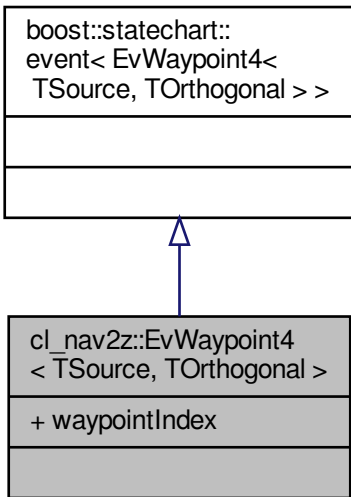 boost::statechart::
event< EvWaypoint4<
TSource, TOrthogonal > >
cl_nav2z::EvWaypoint4
< TSource, TOrthogonal >
+ waypointIndex